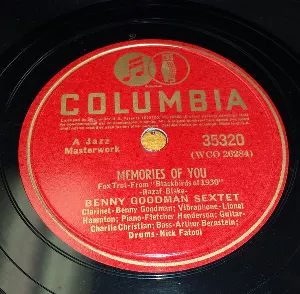 COLUMBIA
A Jazz
Masterwork
35320
(WCO 26284)
MEMORIES OF YOU
Fox Trot-From "Blackbirds of 1930"
-Razaf-Blake-
BENNY GOODMAN SEXTET
Clarinet-Benny Goodman; Vibraphone-Lionel
Hampton; Piano-Fletcher Henderson; Guitar-
Charlie Christian; Bass-Arthur Bernstein;
Drums-Nick Fatool